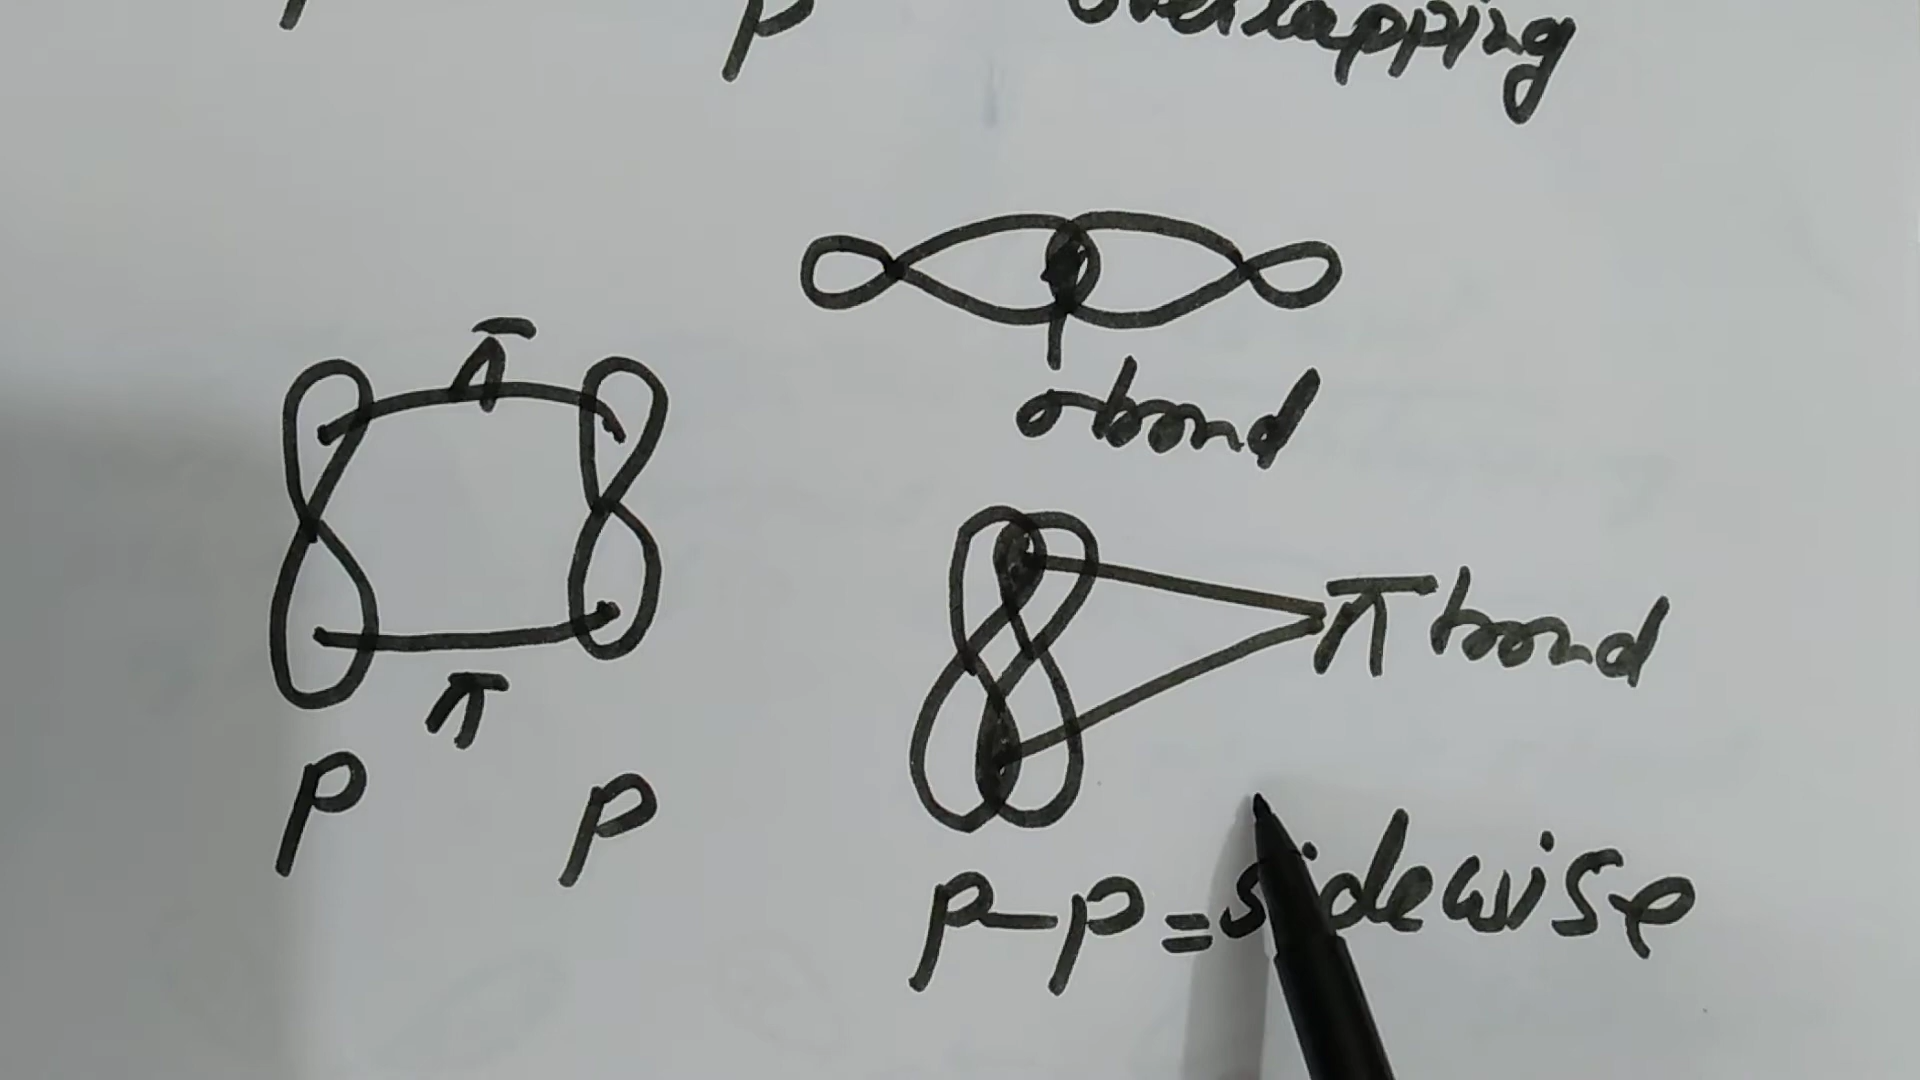 p overlapping
σ bond
π
π bond
π
p p
p-p = sidewise